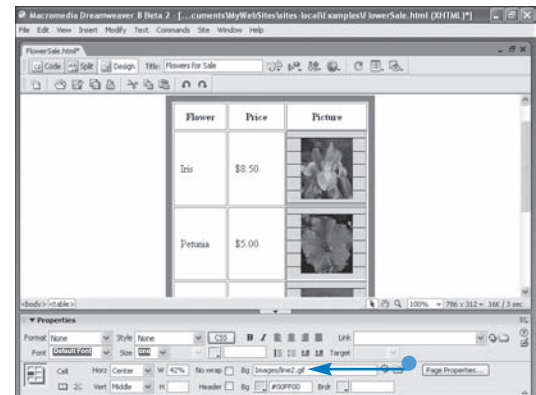 Macromedia Dreamweaver 8 Beta 2 - [...cuments\MyWebSites\sites-local\Examples\FlowerSale.html (XHTML)*]
File Edit View Insert Modify Text Commands Site Window Help
FlowerSale.html*
Code Split Design Title: Flowers for Sale
Flower Price Picture
Iris $8.50
Petunia $5.00
<body> <table> 100% 786 x 312 16K / 3 sec
Properties
Format None Style None CSS B I Link
Font Default Font Size None Target
Cell Horz Center W 42% No wrap Bg Images/line2.gif Page Properties...
Vert Middle H Header Bg #00FF00 Brdr